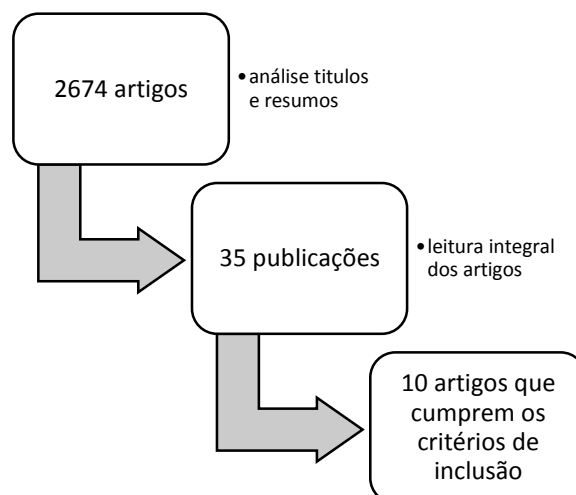 2674 artigos
•análise titulos
e resumos
35 publicações
•leitura integral
dos artigos
10 artigos que
cumprem os
critérios de
inclusão